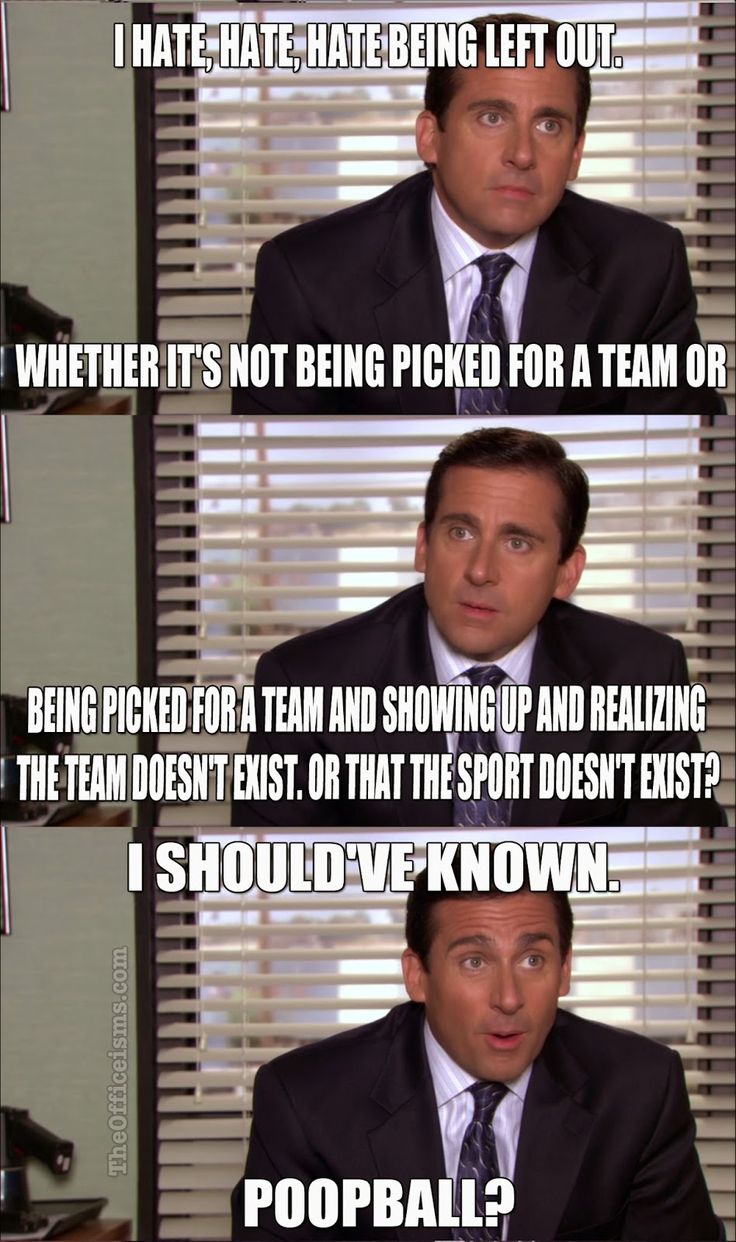 I HATE, HATE, HATE BEING LEFT OUT.
WHETHER IT'S NOT BEING PICKED FOR A TEAM OR
BEING PICKED FOR A TEAM AND SHOWING UP AND REALIZING
THE TEAM DOESN'T EXIST. OR THAT THE SPORT DOESN'T EXIST?
I SHOULD'VE KNOWN.
TheOfficeisms.com
POOPBALL?